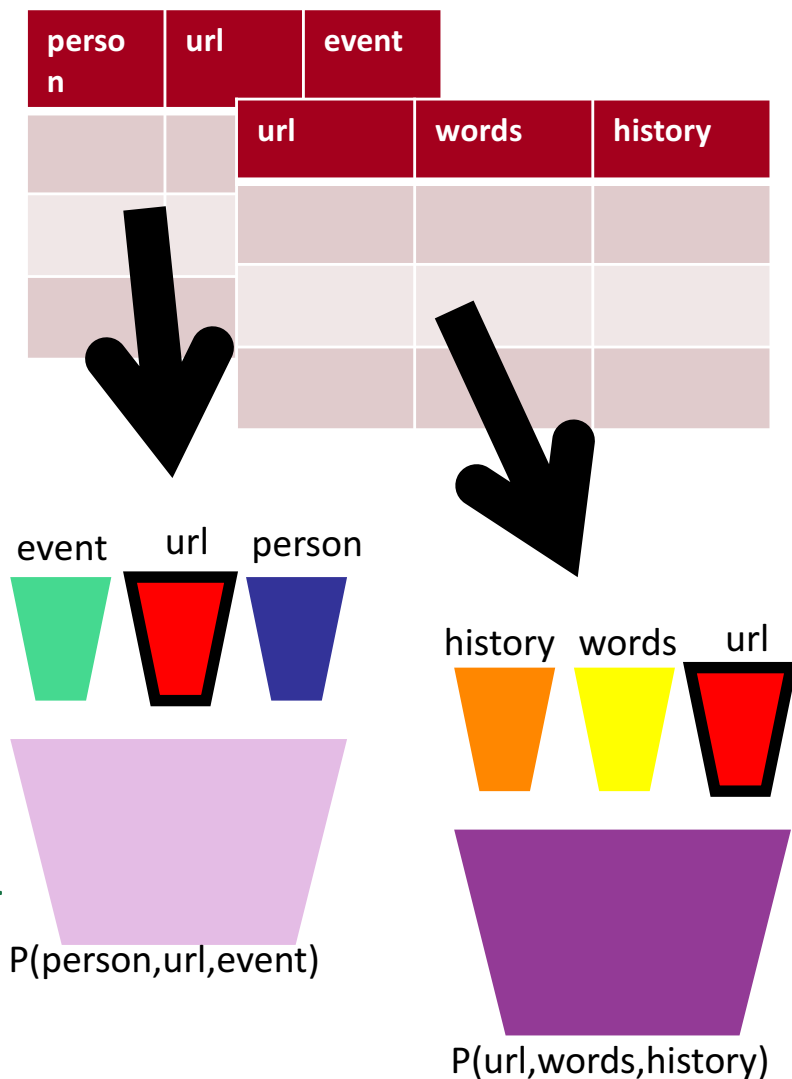 perso
n
url
event
url
words
history
event
url
person
history
words
url
P(person,url,event)
P(url,words,history)